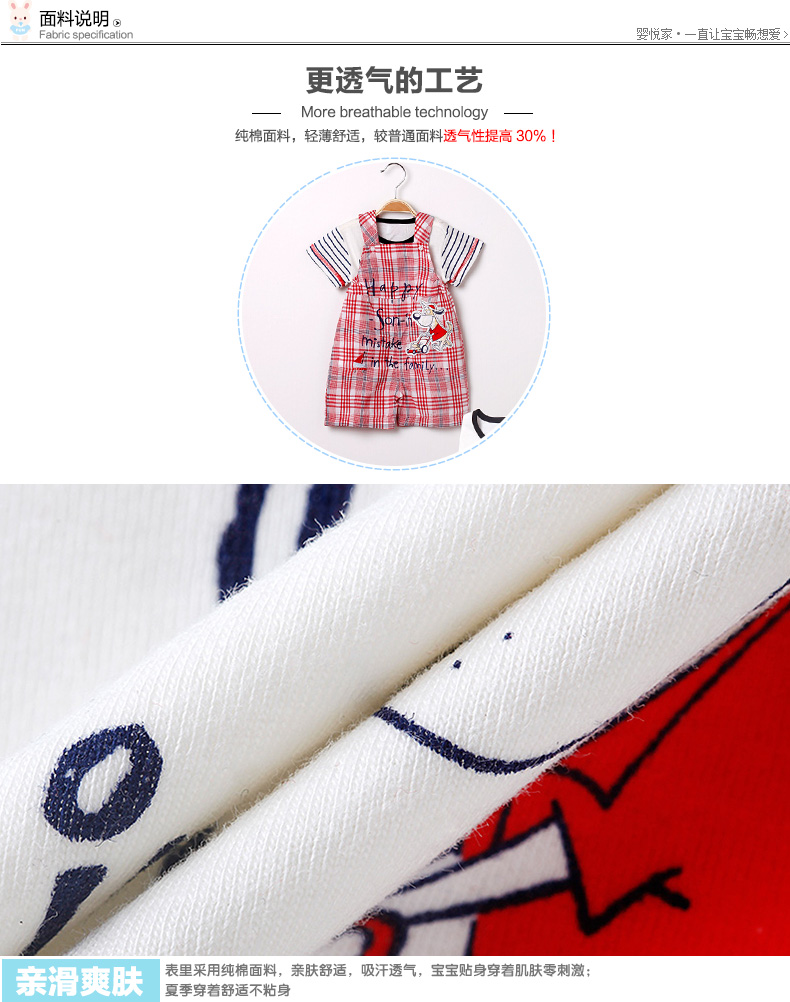 面料说明
Fabric specification
婴悦家·一直让宝宝畅想爱>
更透气的工艺
More breathable technology
纯棉面料，轻薄舒适，较普通面料透气性提高 30%！
Happy
Son-
mistake
in the family...
亲滑爽肤
表里采用纯棉面料，亲肤舒适，吸汗透气，宝宝贴身穿着肌肤零刺激；
夏季穿着舒适不粘身